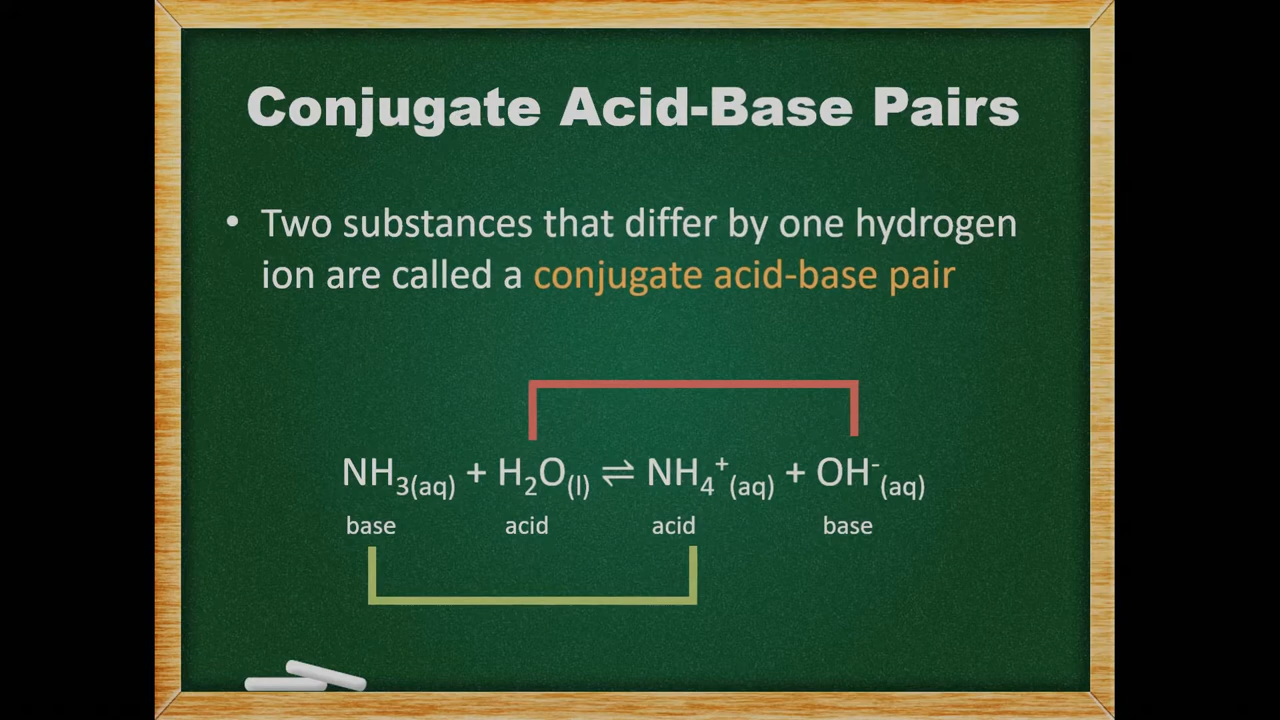 Conjugate Acid-Base Pairs
• Two substances that differ by one hydrogen
ion are called a conjugate acid-base pair
NH₃(aq) + H₂O(l) ⇌ NH₄⁺(aq) + OH⁻(aq)
base acid acid base